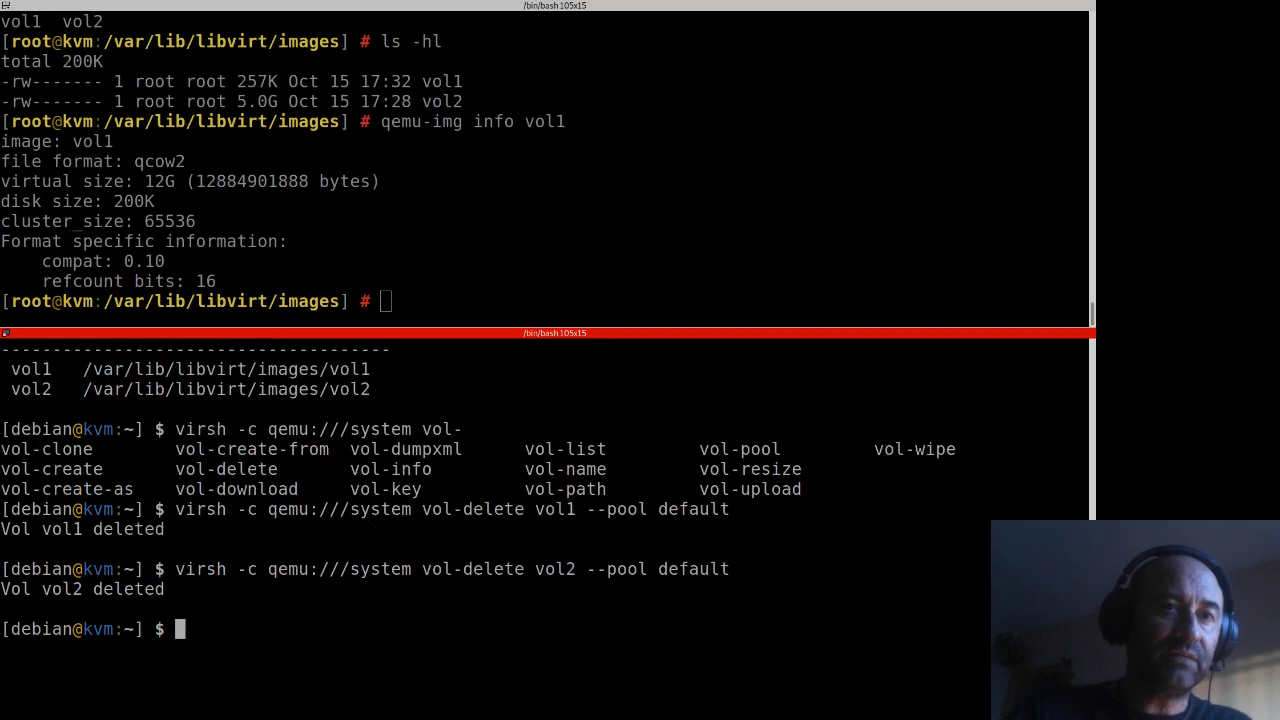 /bin/bash 105x15
vol1  vol2
[root@kvm:/var/lib/libvirt/images] # ls -hl
total 200K
-rw------- 1 root root 257K Oct 15 17:32 vol1
-rw------- 1 root root 5.0G Oct 15 17:28 vol2
[root@kvm:/var/lib/libvirt/images] # qemu-img info vol1
image: vol1
file format: qcow2
virtual size: 12G (12884901888 bytes)
disk size: 200K
cluster_size: 65536
Format specific information:
    compat: 0.10
    refcount bits: 16
[root@kvm:/var/lib/libvirt/images] #
/bin/bash 105x15
--------------------------------------
 vol1   /var/lib/libvirt/images/vol1
 vol2   /var/lib/libvirt/images/vol2
[debian@kvm:~] $ virsh -c qemu:///system vol-
vol-clone        vol-create-from  vol-dumpxml      vol-list         vol-pool         vol-wipe
vol-create       vol-delete       vol-info         vol-name         vol-resize
vol-create-as    vol-download     vol-key          vol-path         vol-upload
[debian@kvm:~] $ virsh -c qemu:///system vol-delete vol1 --pool default
Vol vol1 deleted
[debian@kvm:~] $ virsh -c qemu:///system vol-delete vol2 --pool default
Vol vol2 deleted
[debian@kvm:~] $